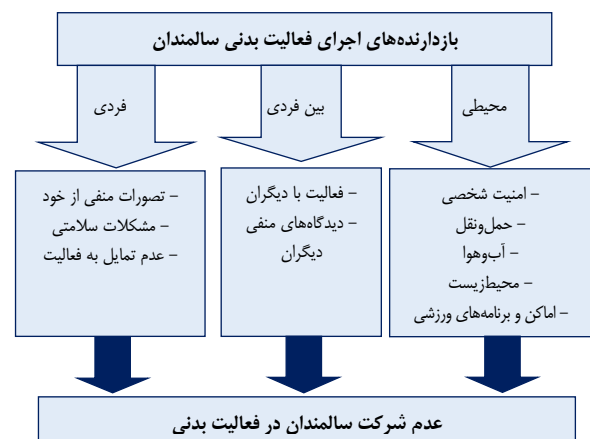 بازدارنده‌های اجرای فعالیت بدنی سالمندان
محیطی
بین فردی
فردی
- امنیت شخصی
- حمل‌ونقل
- آب‌وهوا
- محیط‌زیست
- اماکن و برنامه‌های ورزشی
- فعالیت با دیگران
- دیدگاه‌های منفی
دیگران
- تصورات منفی از خود
- مشکلات سلامتی
- عدم تمایل به فعالیت
عدم شرکت سالمندان در فعالیت بدنی